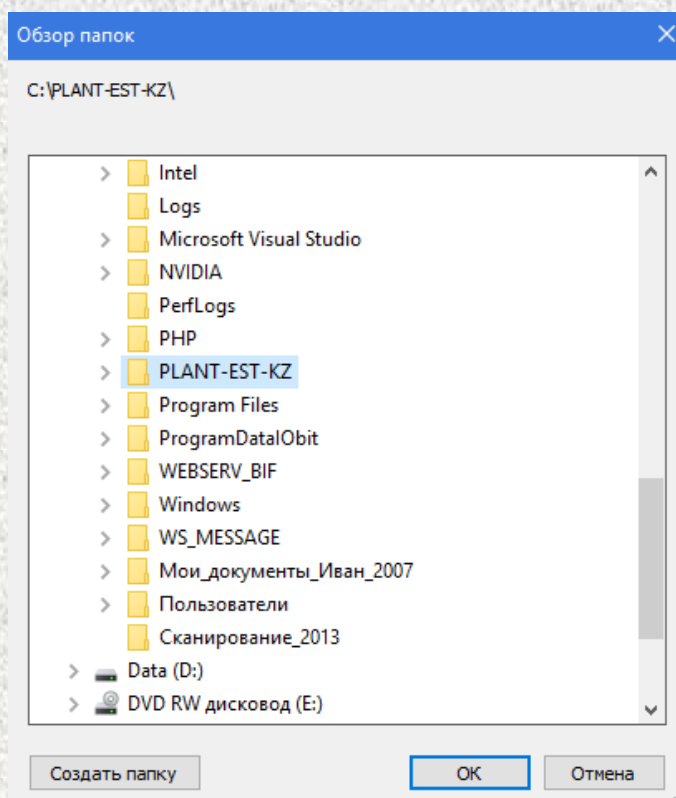 Обзор папок
C:\PLANT-EST-KZ\
Intel
Logs
Microsoft Visual Studio
NVIDIA
PerfLogs
PHP
PLANT-EST-KZ
Program Files
ProgramDatalObit
WEBSERV_BIF
Windows
WS_MESSAGE
Мои_документы_Иван_2007
Пользователи
Сканирование_2013
Data (D:)
DVD RW дисковод (E:)
Создать папку ОК Отмена